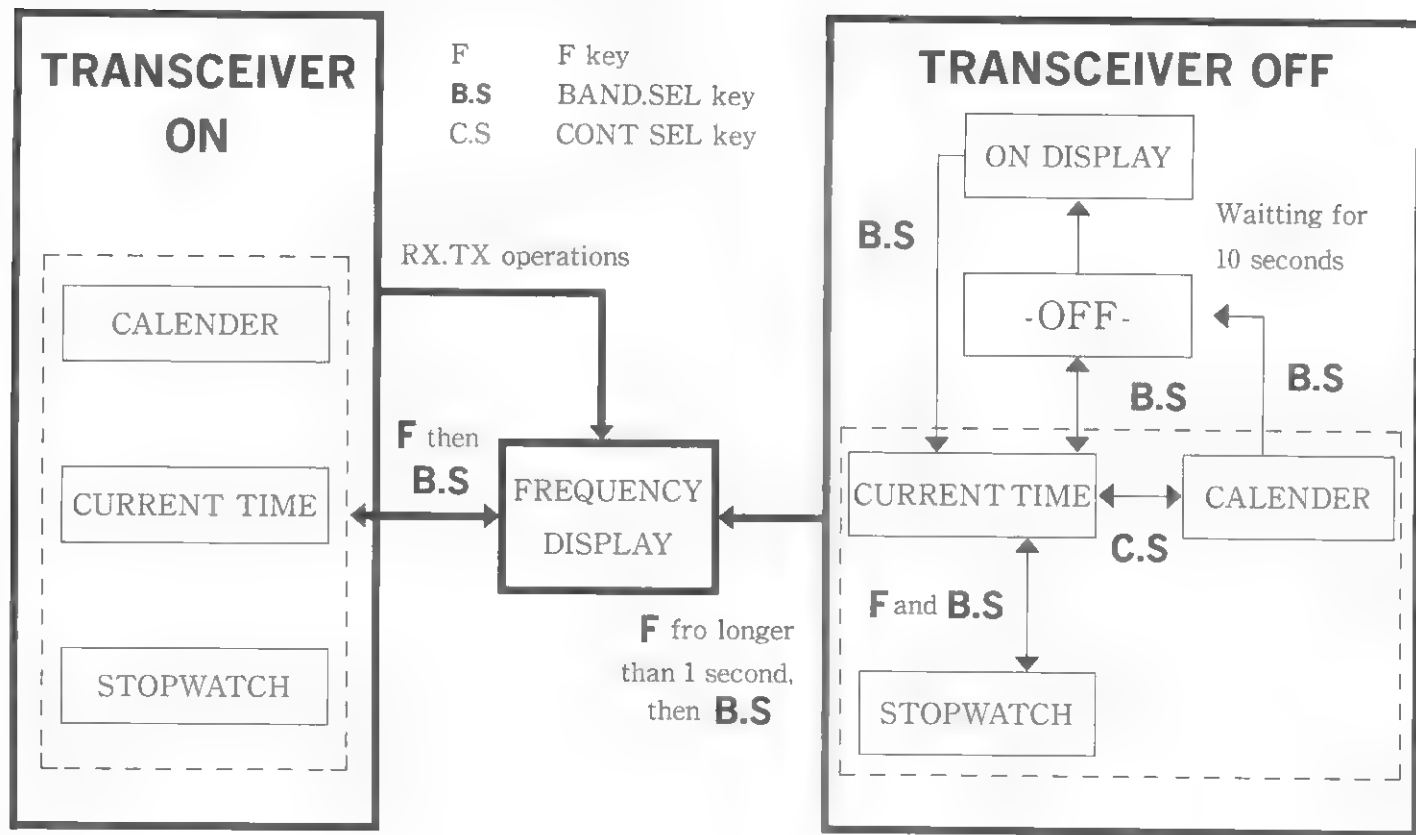 TRANSCEIVER
ON
CALENDER
CURRENT TIME
STOPWATCH
F F key
B.S BAND.SEL key
C.S CONT SEL key
RX.TX operations
F then
B.S
FREQUENCY
DISPLAY
F fro longer
than 1 second,
then B.S
TRANSCEIVER OFF
ON DISPLAY
B.S
Waitting for
10 seconds
-OFF-
B.S
B.S
CURRENT TIME
CALENDER
C.S
F and B.S
STOPWATCH